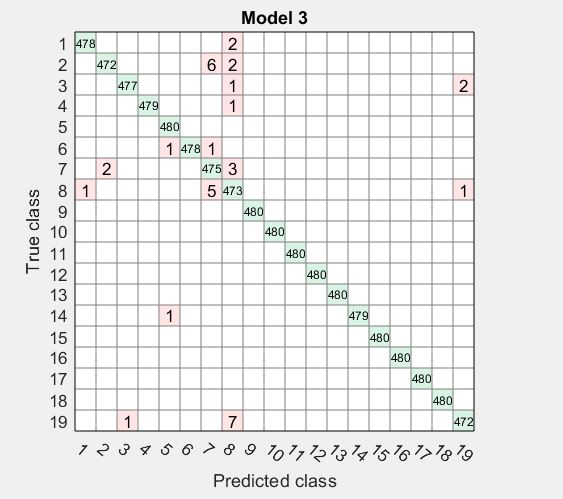 Model 3
1 478 2
2 472 6 2
3 477 1 2
4 479 1
5 480
6 1 478 1
7 2 475 3
8 1 5 473 1
9 480
10 480
11 480
12 480
13 480
14 1 479
15 480
16 480
17 480
18 480
19 1 7 472
True class
1 2 3 4 5 6 7 8 9 10 11 12 13 14 15 16 17 18 19
Predicted class